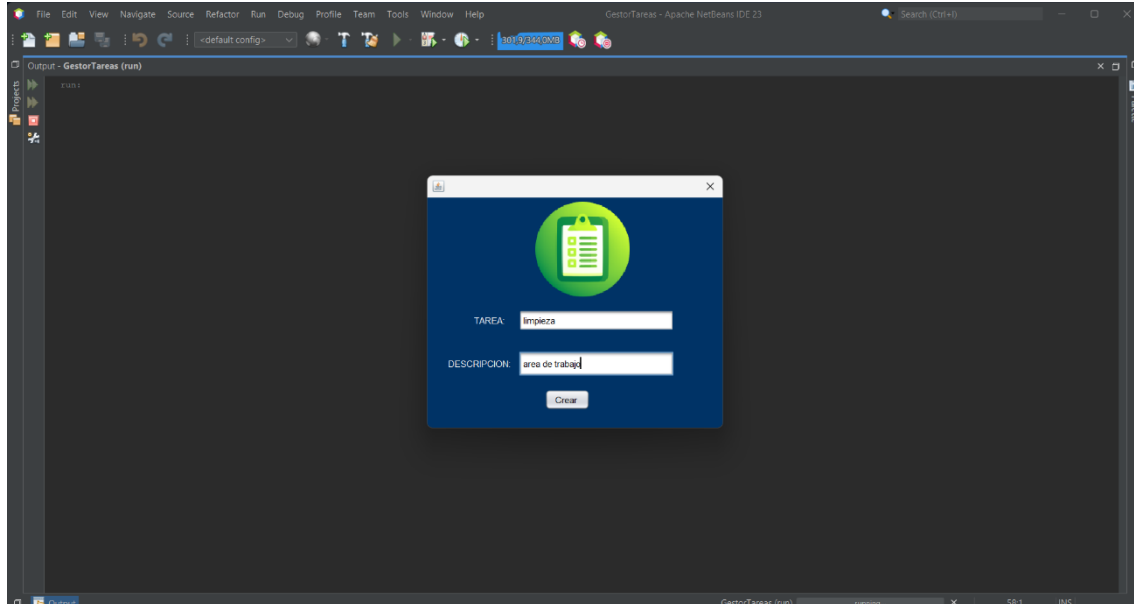 File Edit View Navigate Source Refactor Run Debug Profile Team Tools Window Help GestorTareas - Apache NetBeans IDE 23 Search (Ctrl+I)
<default config> 301.9/344.0MB
Output - GestorTareas (run)
Projects
run:
TAREA: limpieza
DESCRIPCION: area de trabajo
Crear
Output GestorTareas (run) running... 58:1 INS